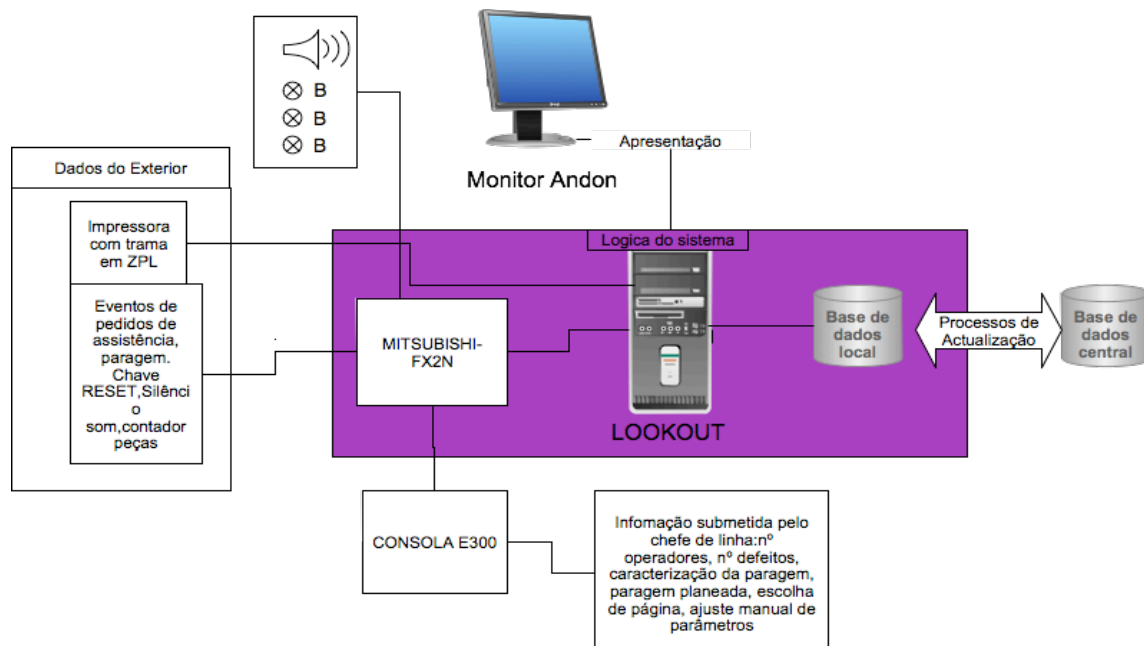 B
B
B
Apresentação
Monitor Andon
Dados do Exterior
Impressora
com trama
em ZPL
Eventos de
pedidos de
assistência,
paragem.
Chave
RESET,Silênci
o
som,contador
peças
Logica do sistema
MITSUBISHI-
FX2N
LOOKOUT
Base de
dados
local
Processos de
Actualização
Base de
dados
central
CONSOLA E300
Infomação submetida pelo
chefe de linha:nº
operadores, nº defeitos,
caracterização da paragem,
paragem planeada, escolha
de página, ajuste manual de
parâmetros